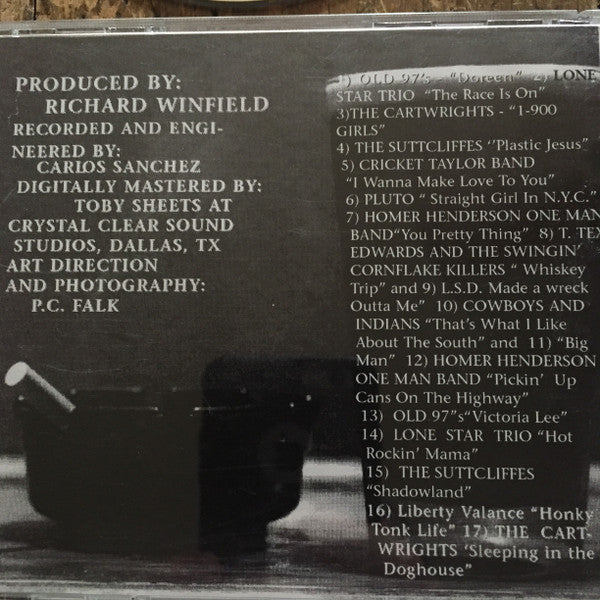 PRODUCED BY:
RICHARD WINFIELD
RECORDED AND ENGI-
NEERED BY:
CARLOS SANCHEZ
DIGITALLY MASTERED BY:
TOBY SHEETS AT
CRYSTAL CLEAR SOUND
STUDIOS, DALLAS, TX
ART DIRECTION
AND PHOTOGRAPHY:
P.C. FALK
1) OLD 97's - "Doreen" 2) LONE
STAR TRIO "The Race Is On"
3)THE CARTWRIGHTS - "1-900
GIRLS"
4) THE SUTTCLIFFES "Plastic Jesus"
5) CRICKET TAYLOR BAND
"I Wanna Make Love To You"
6) PLUTO " Straight Girl In N.Y.C."
7) HOMER HENDERSON ONE MAN
BAND"You Pretty Thing" 8) T. TEX
EDWARDS AND THE SWINGIN'
CORNFLAKE KILLERS " Whiskey
Trip" and 9) L.S.D. Made a wreck
Outta Me" 10) COWBOYS AND
INDIANS "That's What I Like
About The South" and 11) "Big
Man" 12) HOMER HENDERSON
ONE MAN BAND "Pickin' Up
Cans On The Highway"
13) OLD 97"s"Victoria Lee"
14) LONE STAR TRIO "Hot
Rockin' Mama"
15) THE SUTTCLIFFES
"Shadowland"
16) Liberty Valance "Honky
Tonk Life" 17) THE CART-
WRIGHTS 'Sleeping in the
Doghouse"